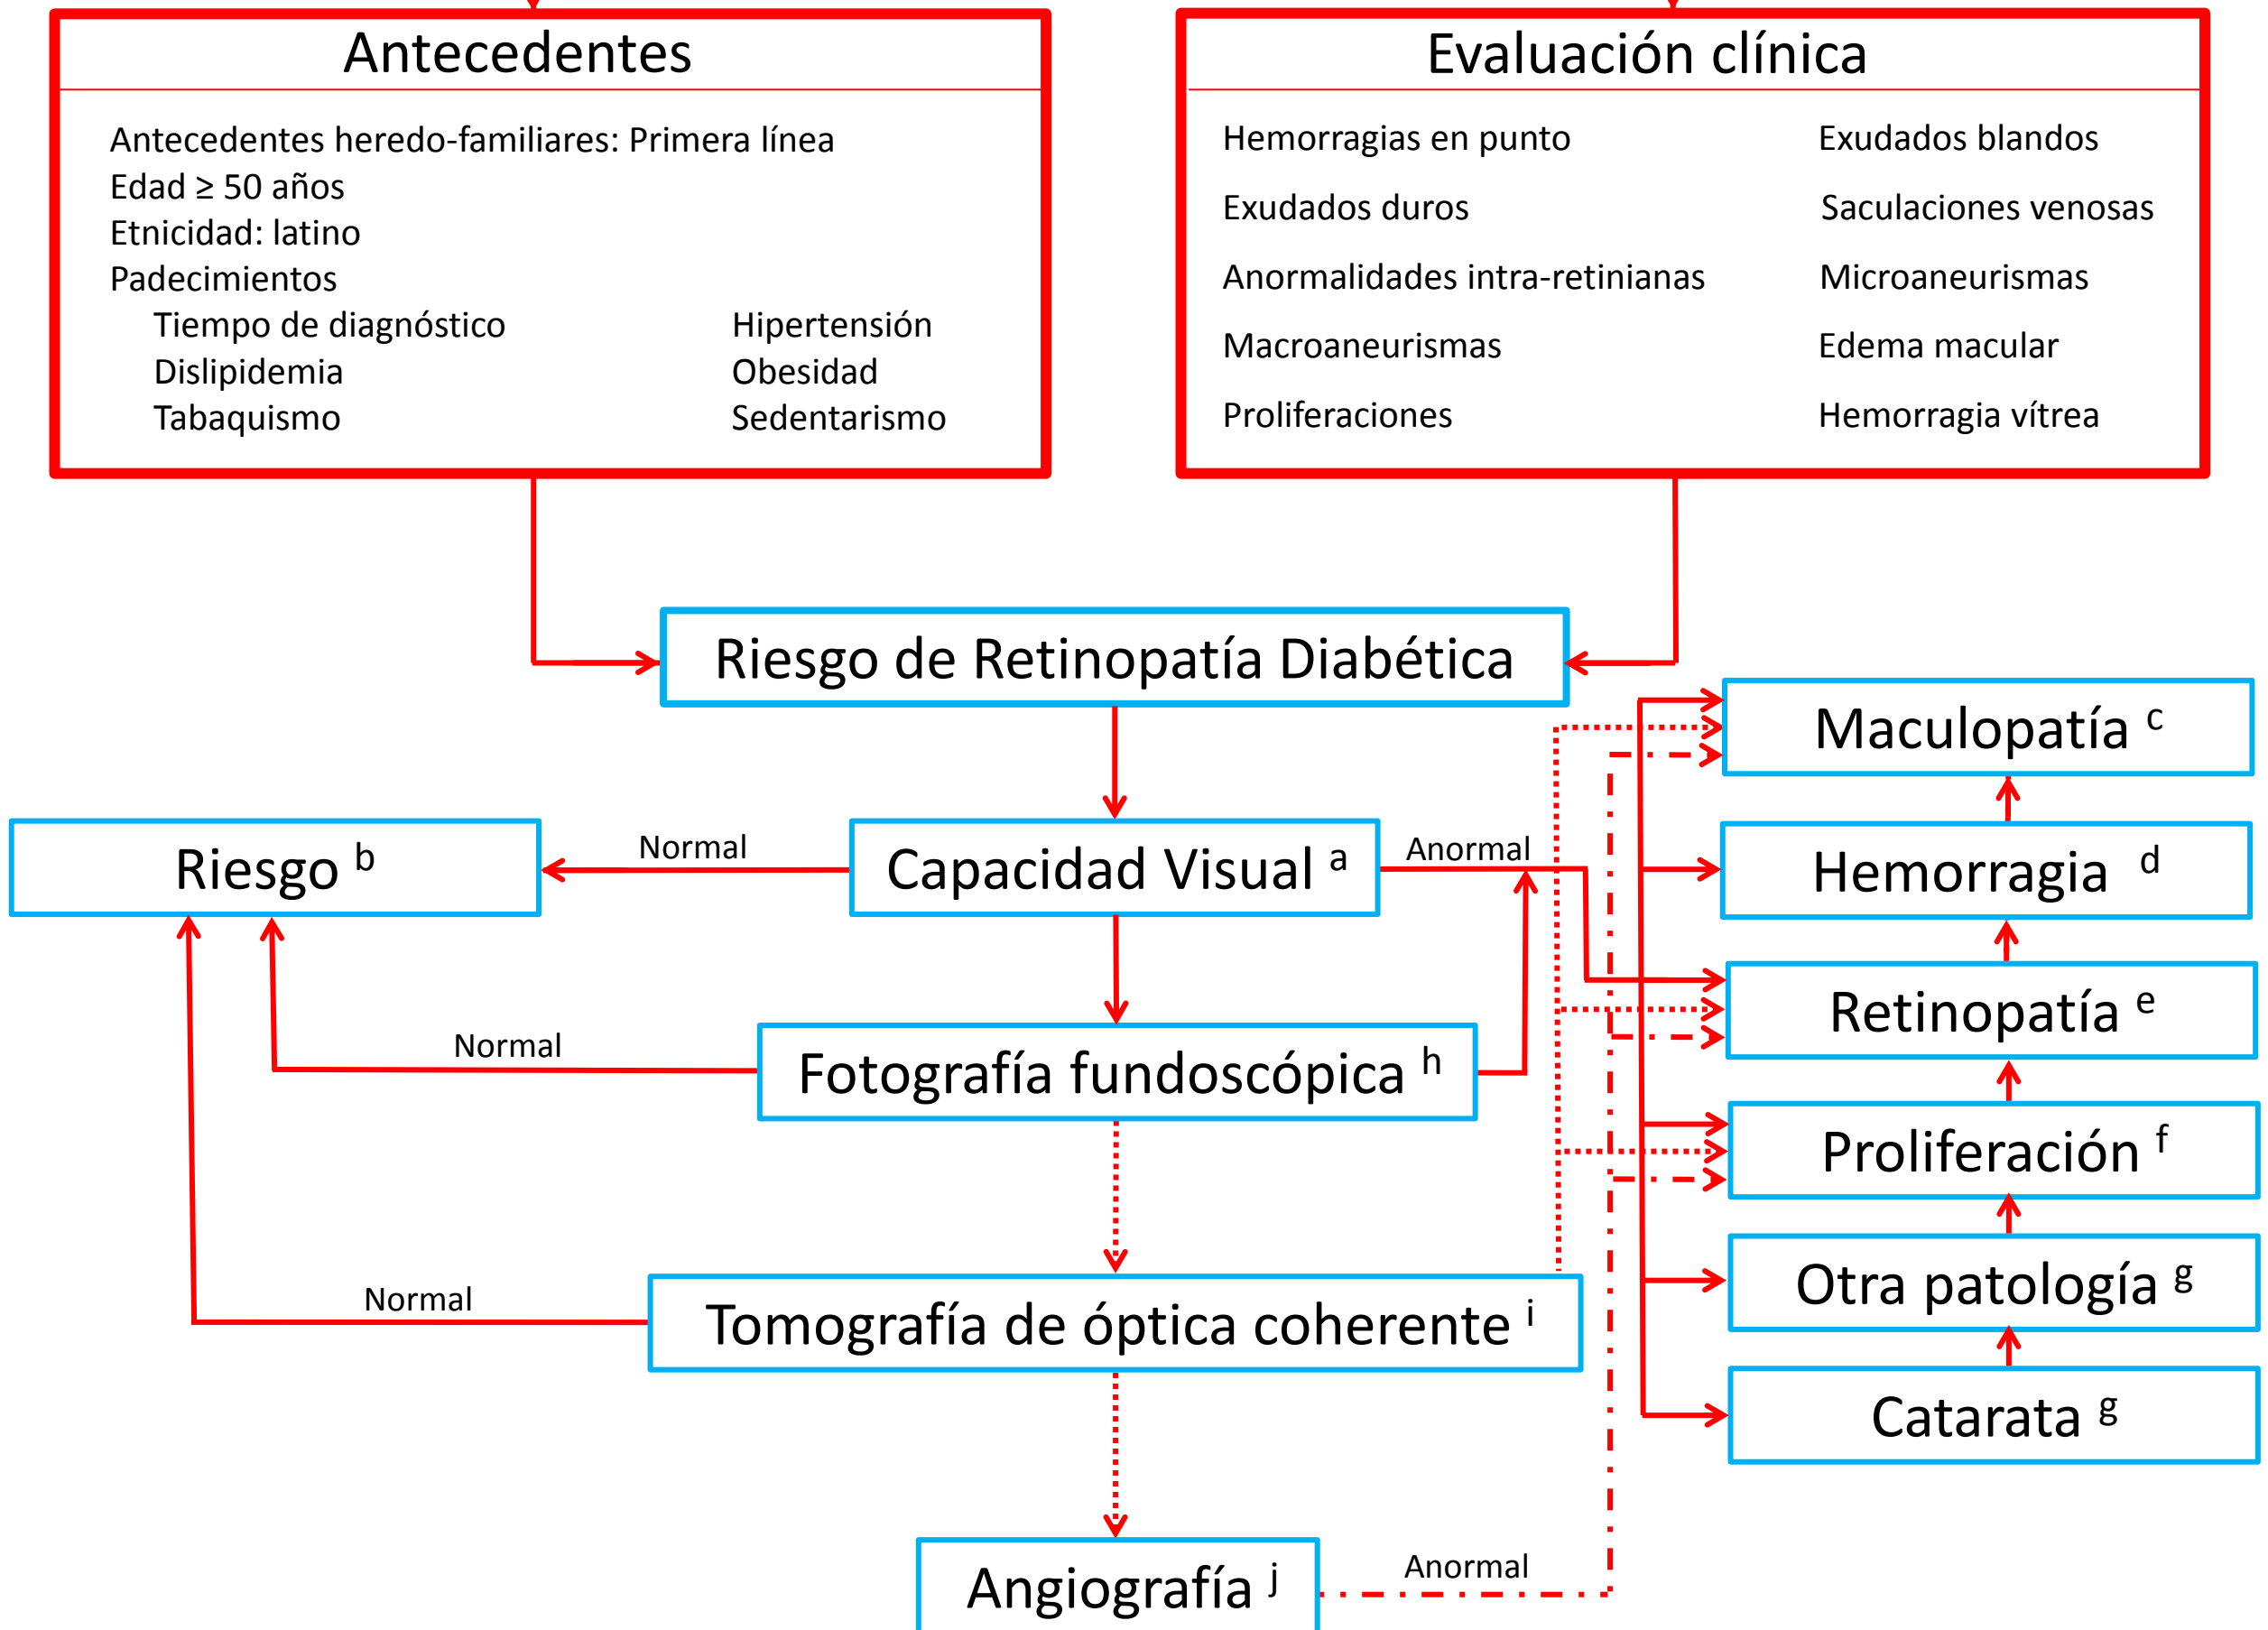 Antecedentes
Antecedentes heredo-familiares: Primera línea
Edad ≥ 50 años
Etnicidad: latino
Padecimientos
Tiempo de diagnóstico Hipertensión
Dislipidemia Obesidad
Tabaquismo Sedentarismo
Evaluación clínica
Hemorragias en punto Exudados blandos
Exudados duros Saculaciones venosas
Anormalidades intra-retinianas Microaneurismas
Macroaneurismas Edema macular
Proliferaciones Hemorragia vítrea
Riesgo de Retinopatía Diabética
Maculopatía c
Riesgo b
Normal
Capacidad Visual a
Anormal
Hemorragia d
Retinopatía e
Normal
Fotografía fundoscópica h
Proliferación f
Otra patología g
Normal
Tomografía de óptica coherente i
Catarata g
Angiografía j
Anormal